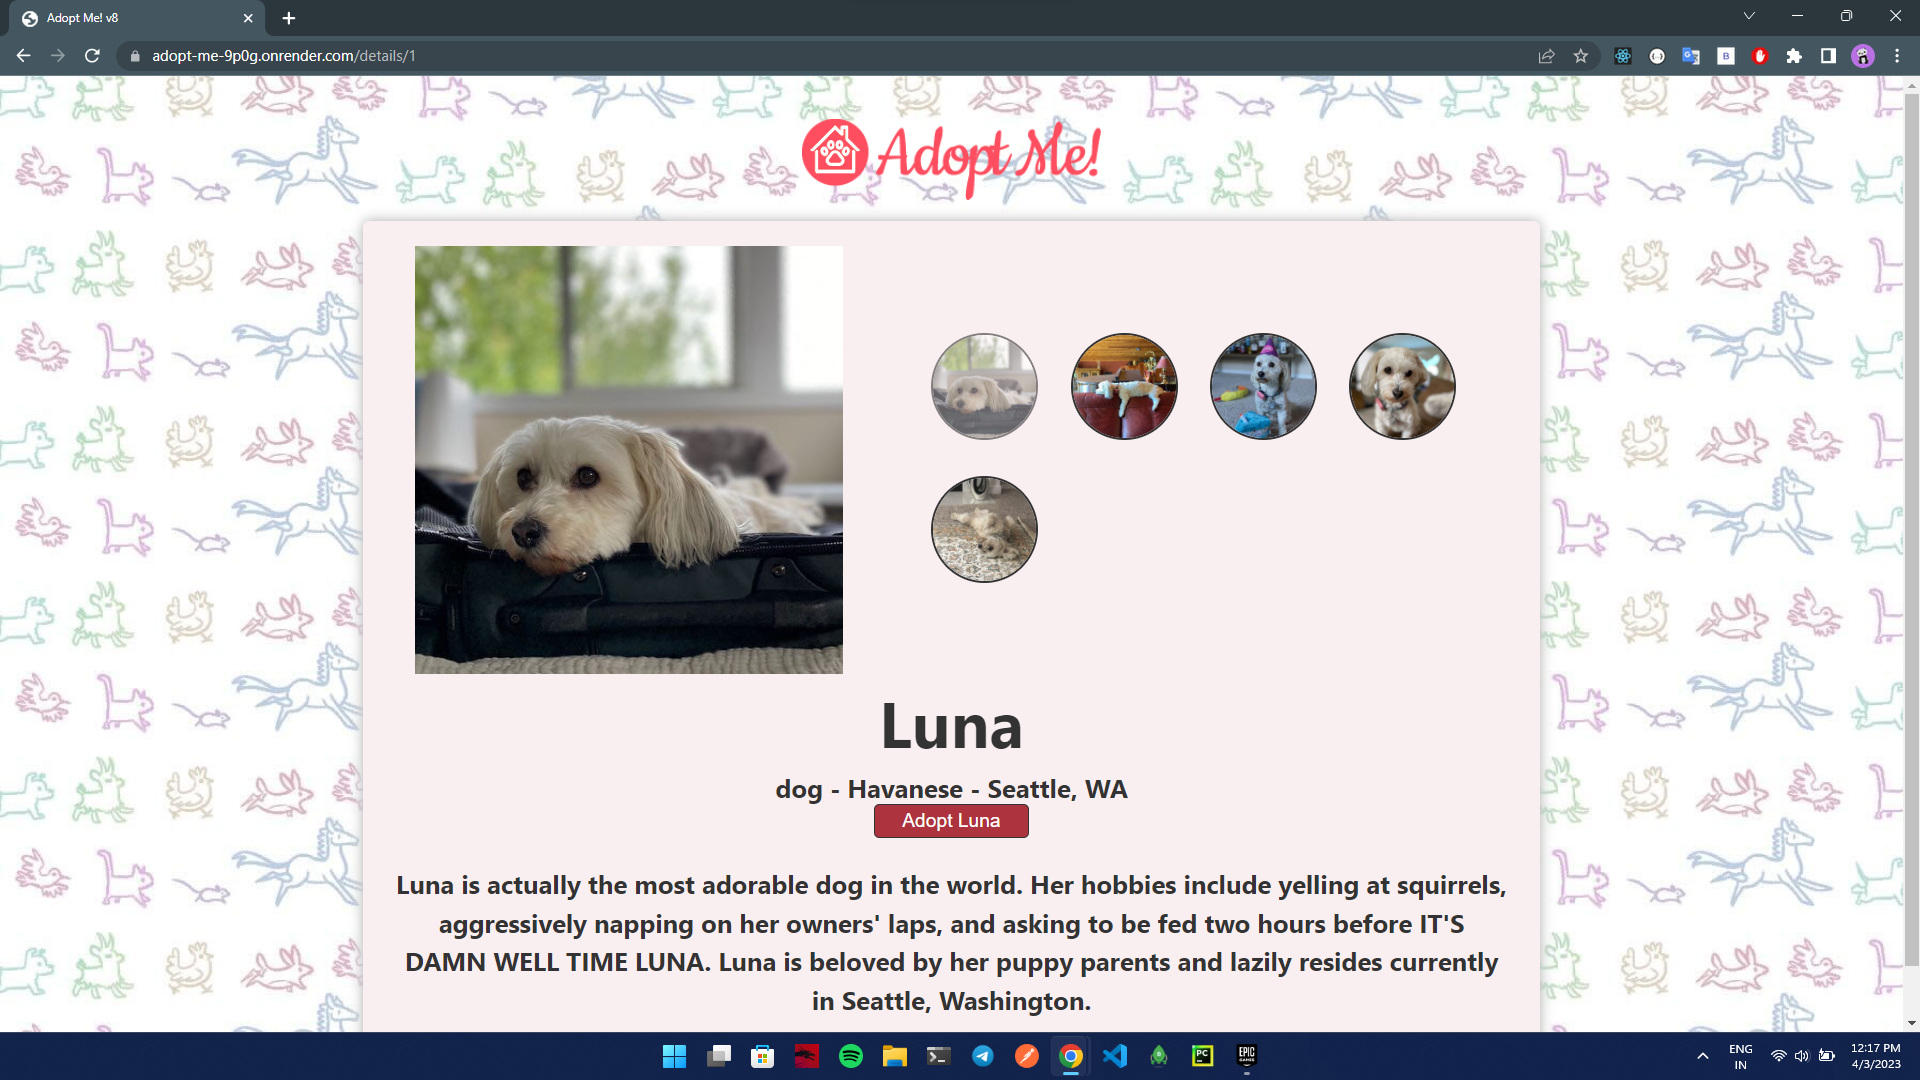 Adopt Me! v8
adopt-me-9p0g.onrender.com/details/1
Adopt Me!
Luna
dog - Havanese - Seattle, WA
Adopt Luna
Luna is actually the most adorable dog in the world. Her hobbies include yelling at squirrels,
aggressively napping on her owners' laps, and asking to be fed two hours before IT'S
DAMN WELL TIME LUNA. Luna is beloved by her puppy parents and lazily resides currently
in Seattle, Washington.
PC
EPIC
GAMES
ENG
IN
12:17 PM
4/3/2023